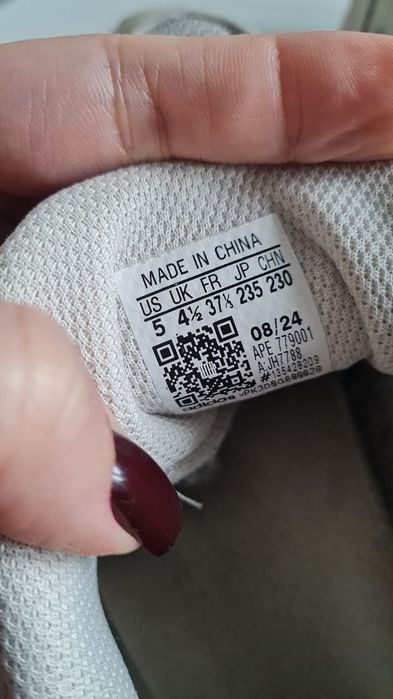 MADE IN CHINA
US UK FR JP CHN
5 4½ 37⅓ 235 230
08/24
APE 779001
A:JH7788
#135428209
adidas